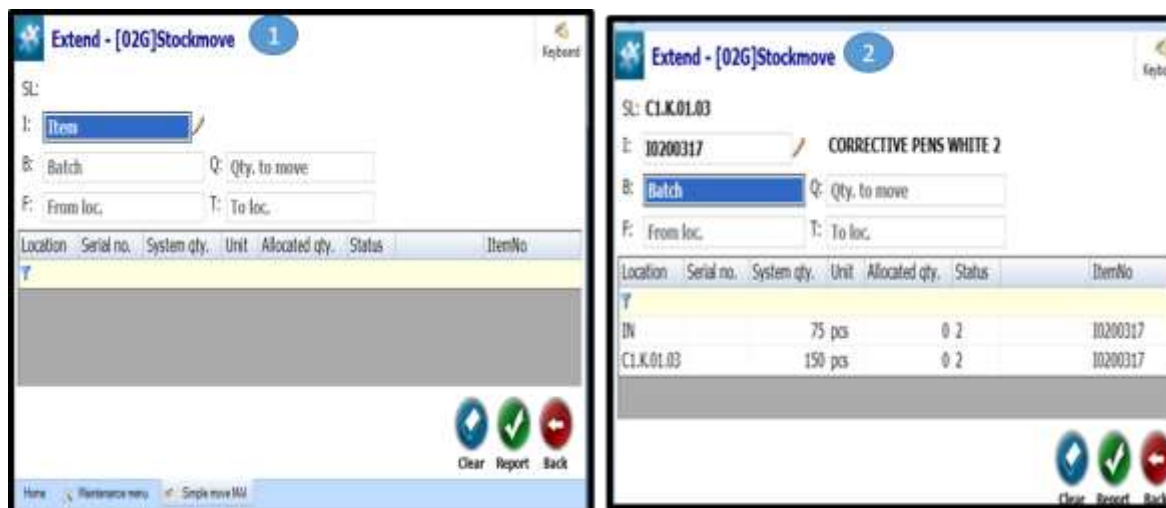 Extend - [02G]Stockmove 1
Keyboard
SL:
I: Item
B: Batch Q: Qty. to move
F: From loc. T: To loc.
Location Serial no. System qty. Unit Allocated qty. Status ItemNo
Clear Report Back
Home Maintenance menu Simple move MW
Extend - [02G]Stockmove 2
Keybo
SL: C1.K.01.03
I: I0200317 CORRECTIVE PENS WHITE 2
B: Batch Q: Qty. to move
F: From loc. T: To loc.
Location Serial no. System qty. Unit Allocated qty. Status ItemNo
IN 75 pcs 0 2 I0200317
C1.K.01.03 150 pcs 0 2 I0200317
Clear Report Back